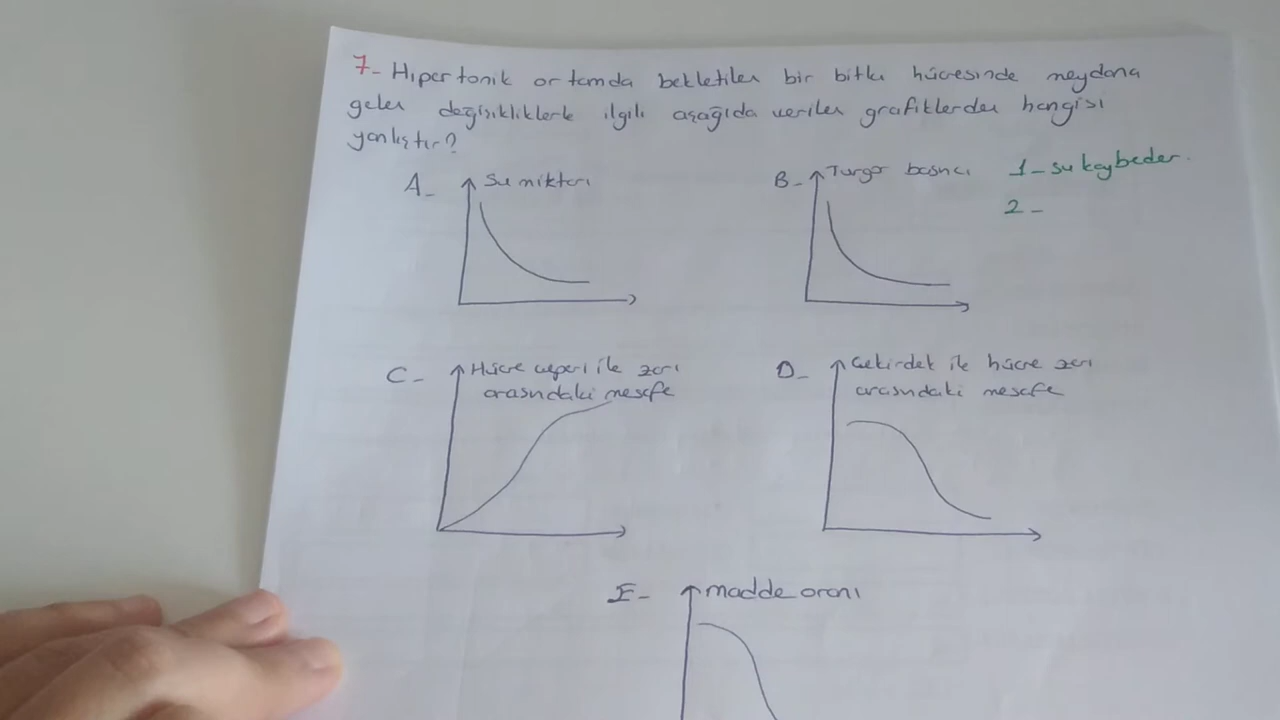 7- Hipertonik ortamda bekletilen bir bitki hücresinde meydana
gelen değişikliklerle ilgili aşağıda verilen grafiklerden hangisi
yanlıştır?
A- Su miktarı
B- Turgor basıncı
1- su kaybeder.
2-
C- Hücre çeperi ile zarı
arasındaki mesafe
D- Çekirdek ile hücre zarı
arasındaki mesafe
E- madde oranı